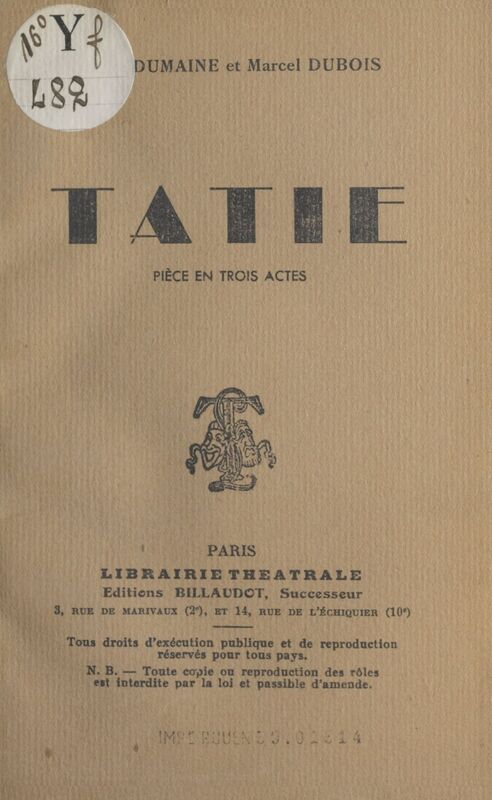 16° Yf
482
DUMAINE et Marcel DUBOIS
TATIE
PIÈCE EN TROIS ACTES
PARIS
LIBRAIRIE THEATRALE
Editions BILLAUDOT, Successeur
3, RUE DE MARIVAUX (2e), ET 14, RUE DE L'ÉCHIQUIER (10e)
Tous droits d'exécution publique et de reproduction
réservés pour tous pays.
N. B. — Toute copie ou reproduction des rôles
est interdite par la loi et passible d'amende.